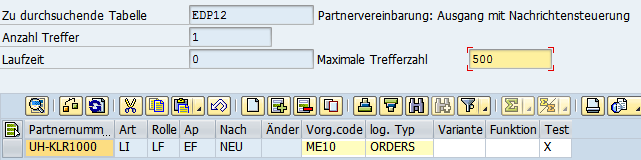 Zu durchsuchende Tabelle EDP12 Partnervereinbarung: Ausgang mit Nachrichtensteuerung
Anzahl Treffer 1
Laufzeit 0 Maximale Trefferzahl 500
Partnernumm... Art Rolle Ap Nach Änder Vorg.code log. Typ Variante Funktion Test
UH-KLR1000 LI LF EF NEU ME10 ORDERS X